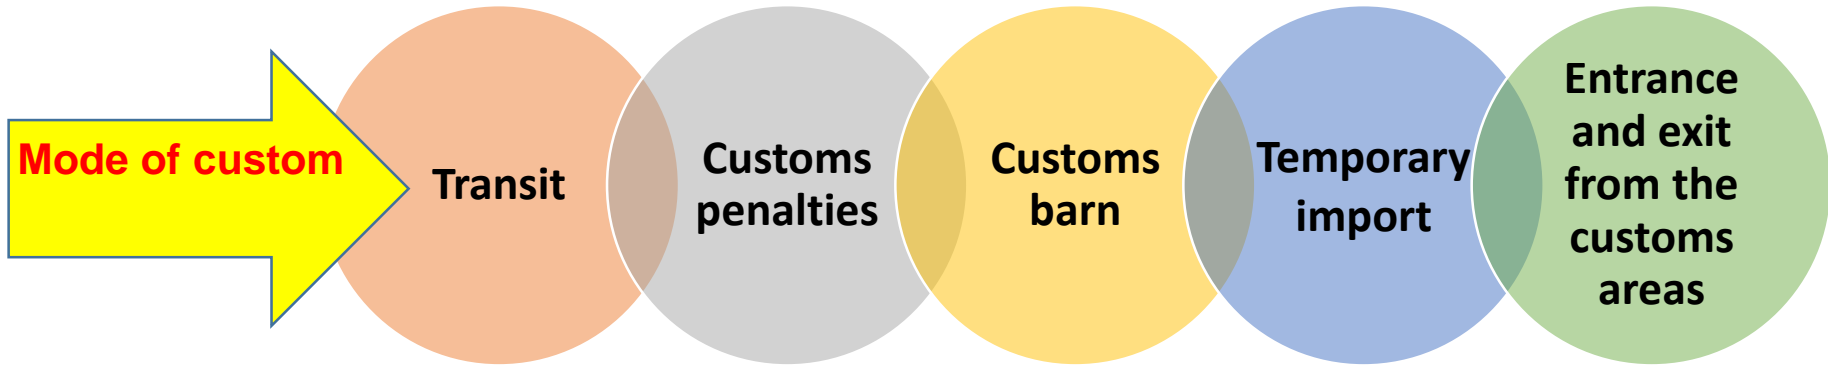 Mode of custom
Transit
Customs
penalties
Customs
barn
Temporary
import
Entrance
and exit
from the
customs
areas